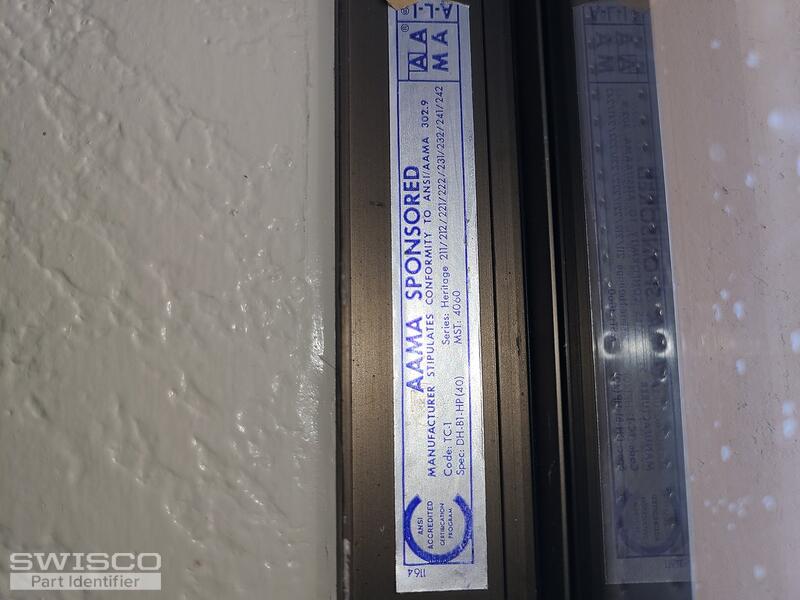 A-L-I
AA
MA
®
AAMA SPONSORED
MANUFACTURER STIPULATES CONFORMITY TO ANSI/AAMA 302.9
Code: TC-1 Series: Heritage 211/212/221/222/231/232/241/242
Spec: DH-B1-HP(40) MST: 4060
ANSI
ACCREDITED
CERTIFICATION
PROGRAM
1164
SWISCO
Part Identifier